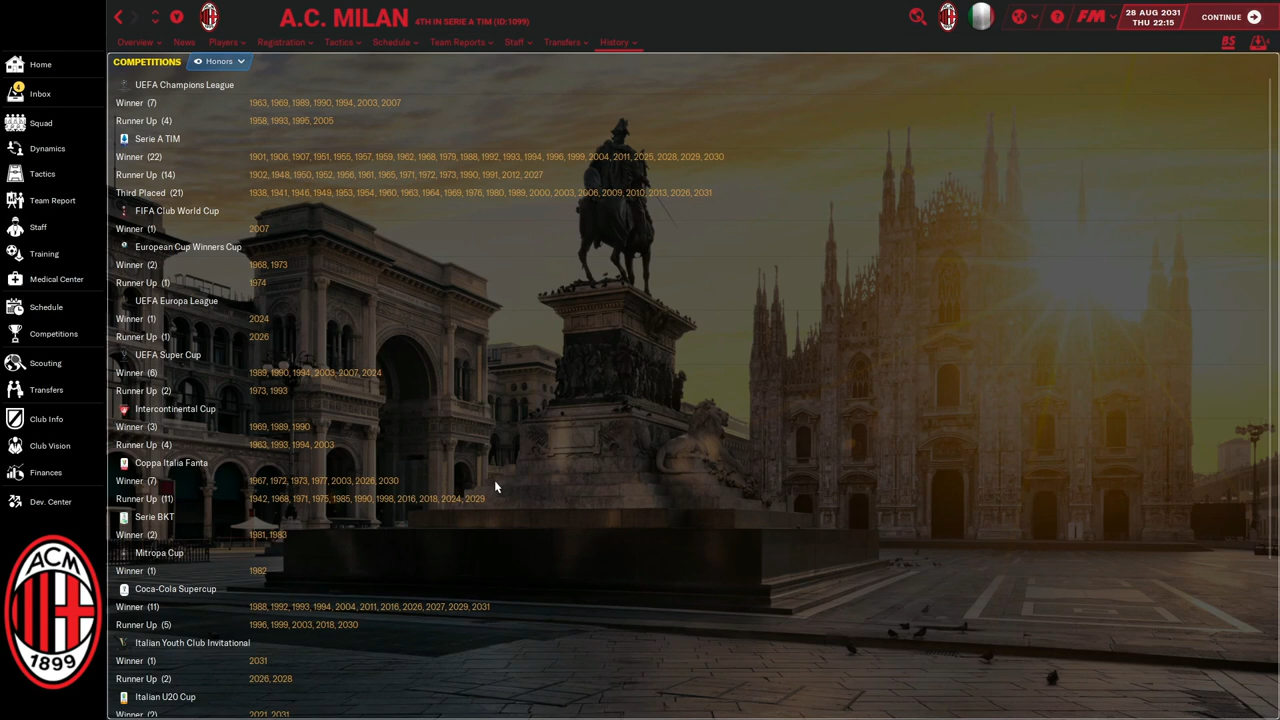 A.C. MILAN 4TH IN SERIE A TIM (ID:1099)
FM
28 AUG 2031
THU 22:15
CONTINUE
Overview
News
Players
Registration
Tactics
Schedule
Team Reports
Staff
Transfers
History
BS
COMPETITIONS
Honors
Home
4
Inbox
Squad
Dynamics
Tactics
Team Report
Staff
Training
Medical Center
Schedule
Competitions
Scouting
Transfers
Club Info
Club Vision
Finances
Dev. Center
ACM
1899
UEFA Champions League
Winner (7) 1963, 1969, 1989, 1990, 1994, 2003, 2007
Runner Up (4) 1958, 1993, 1995, 2005
Serie A TIM
Winner (22) 1901, 1906, 1907, 1951, 1955, 1957, 1959, 1962, 1968, 1979, 1988, 1992, 1993, 1994, 1996, 1999, 2004, 2011, 2025, 2028, 2029, 2030
Runner Up (14) 1902, 1948, 1950, 1952, 1956, 1961, 1965, 1971, 1972, 1973, 1990, 1991, 2012, 2027
Third Placed (21) 1938, 1941, 1946, 1949, 1953, 1954, 1960, 1963, 1964, 1969, 1976, 1980, 1989, 2000, 2003, 2006, 2009, 2010, 2013, 2026, 2031
FIFA Club World Cup
Winner (1) 2007
European Cup Winners Cup
Winner (2) 1968, 1973
Runner Up (1) 1974
UEFA Europa League
Winner (1) 2024
Runner Up (1) 2026
UEFA Super Cup
Winner (6) 1989, 1990, 1994, 2003, 2007, 2024
Runner Up (2) 1973, 1993
Intercontinental Cup
Winner (3) 1969, 1989, 1990
Runner Up (4) 1963, 1993, 1994, 2003
Coppa Italia Fanta
Winner (7) 1967, 1972, 1973, 1977, 2003, 2026, 2030
Runner Up (11) 1942, 1968, 1971, 1975, 1985, 1990, 1998, 2016, 2018, 2024, 2029
Serie BKT
Winner (2) 1981, 1983
Mitropa Cup
Winner (1) 1982
Coca-Cola Supercup
Winner (11) 1988, 1992, 1993, 1994, 2004, 2011, 2016, 2026, 2027, 2029, 2031
Runner Up (5) 1996, 1999, 2003, 2018, 2030
Italian Youth Club Invitational
Winner (1) 2031
Runner Up (2) 2026, 2028
Italian U20 Cup
Winner (2) 2021, 2031